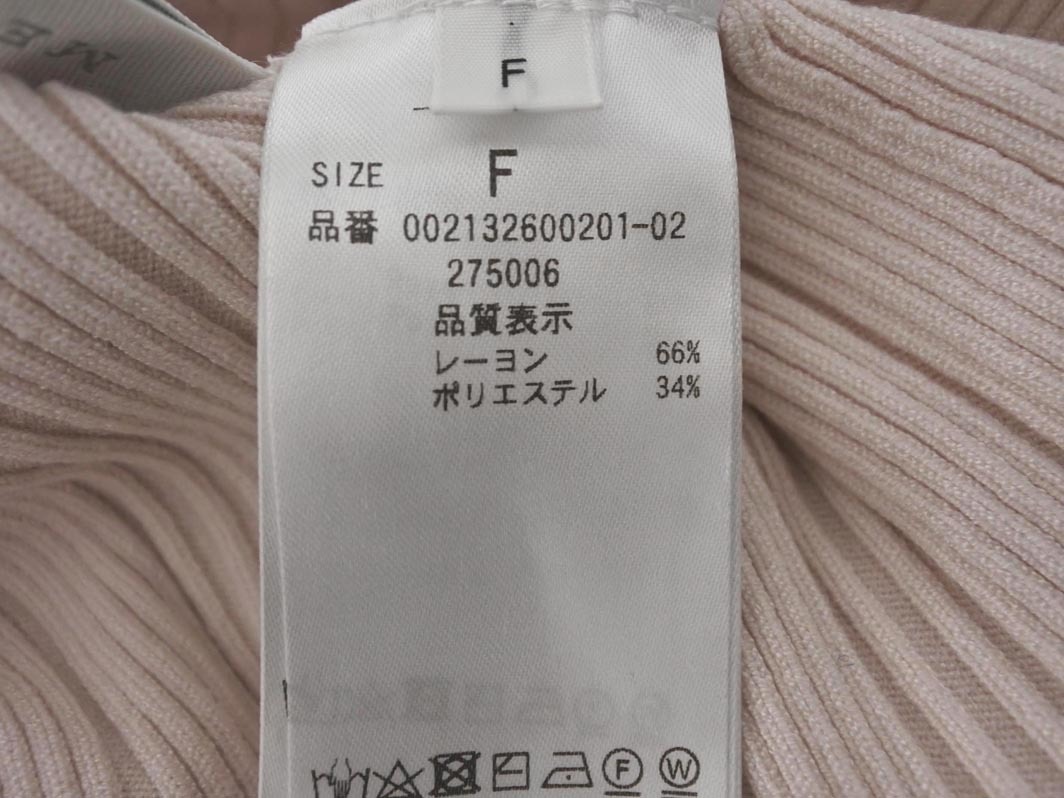 F
SIZE F
品番 002132600201-02
275006
品質表示
レーヨン 66%
ポリエステル 34%
F W